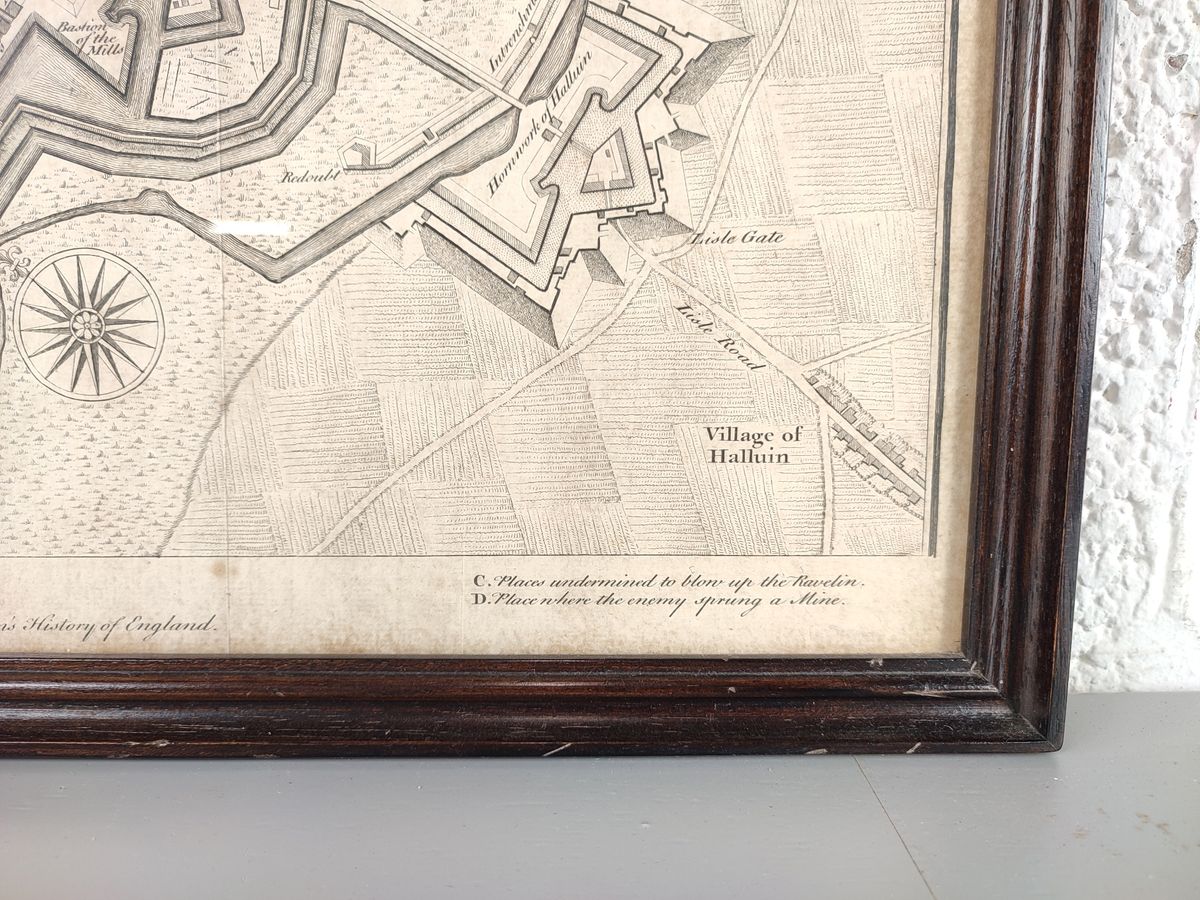 Bastion
of the
Mills
Hornwork of Halluin
Redoubt
Lisle Gate
Lisle Road
Village of
Halluin
C. Places undermined to blow up the Ravelin.
D. Place where the enemy sprung a Mine.
History of England.